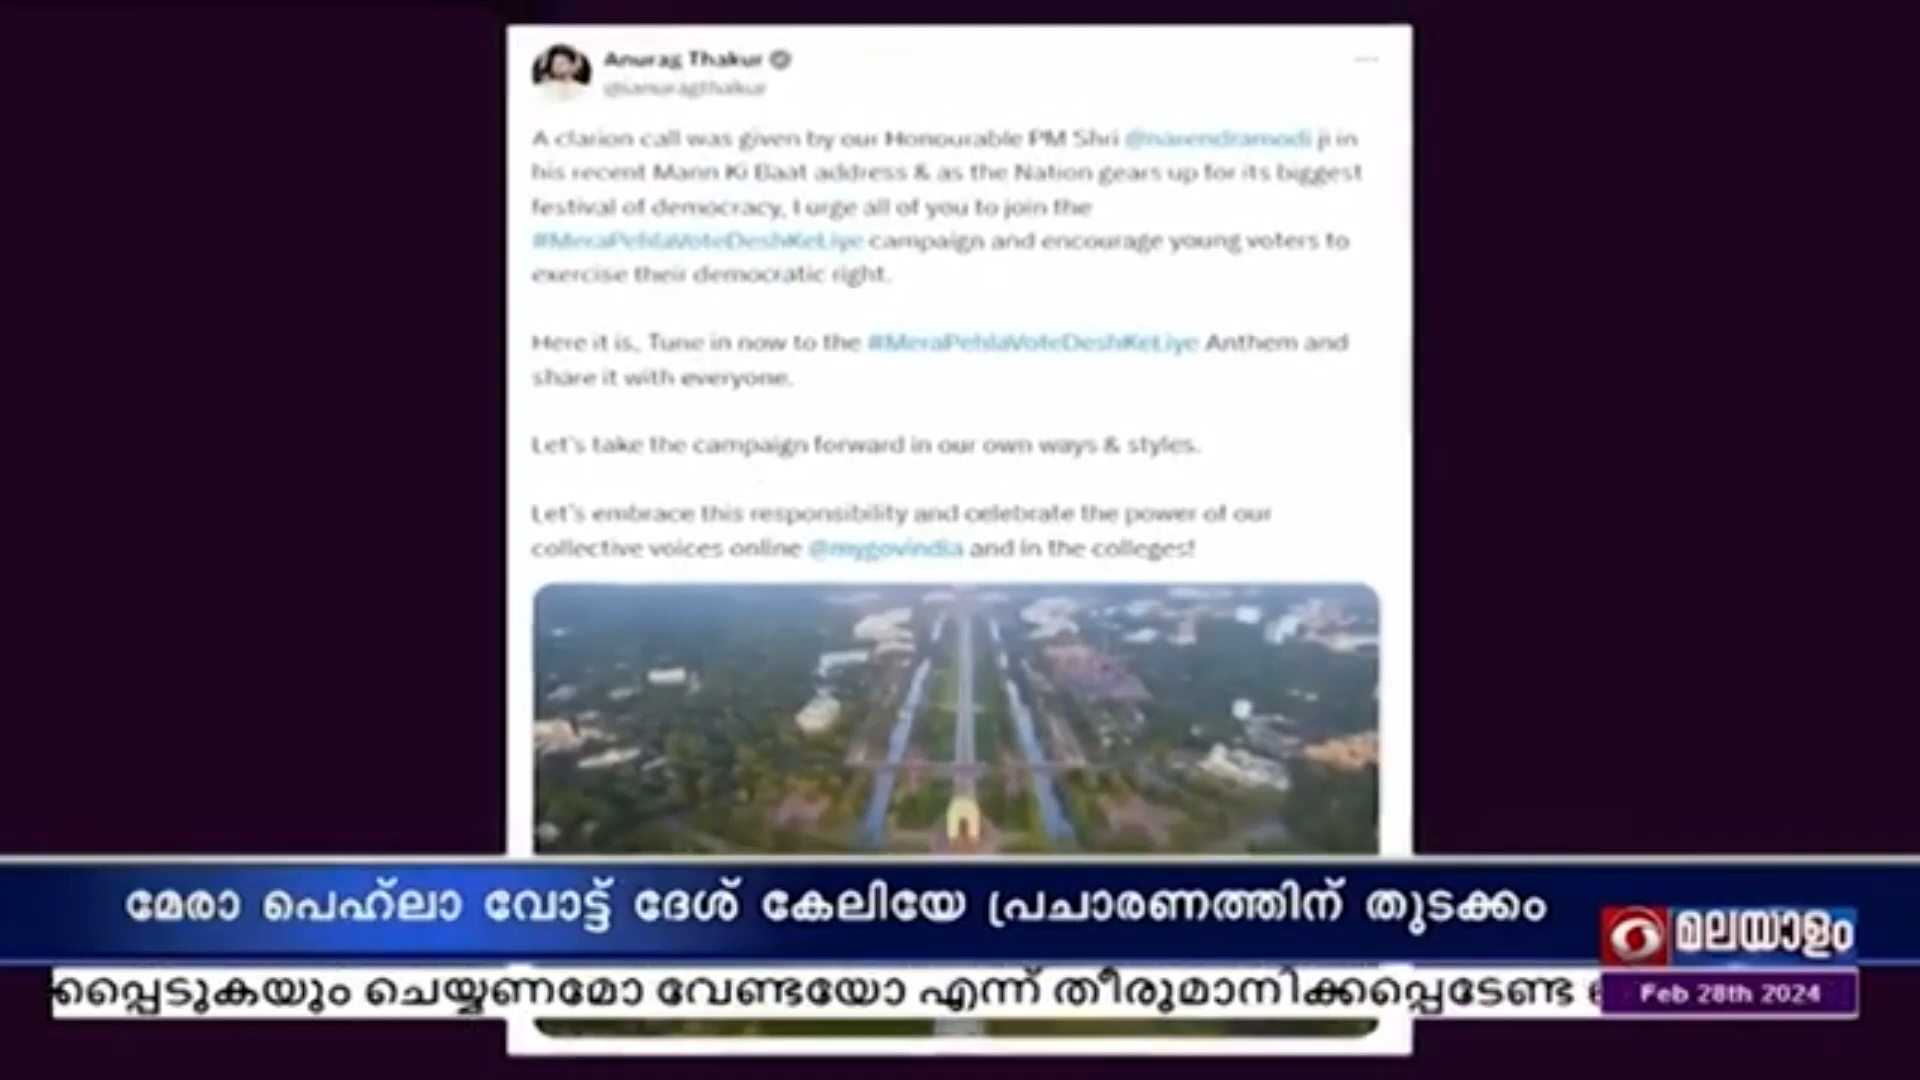 Anurag Thakur
@ianuragthakur
A clarion call was given by our Honourable PM Shri @narendramodi ji in
his recent Mann Ki Baat address & as the Nation gears up for its biggest
festival of democracy, I urge all of you to join the
#MeraPehlaVoteDeshKeLiye campaign and encourage young voters to
exercise their democratic right.
Here it is, Tune in now to the #MeraPehlaVoteDeshKeLiye Anthem and
share it with everyone.
Let's take the campaign forward in our own ways & styles.
Let's embrace this responsibility and celebrate the power of our
collective voices online @mygovindia and in the colleges!
മേരാ പെഹ്‌ലാ വോട്ട് ദേശ് കേലിയേ പ്രചാരണത്തിന് തുടക്കം
മലയാളം
പ്പെടുകയും ചെയ്യണമോ വേണ്ടയോ എന്ന് തീരുമാനിക്കപ്പെടേണ്ട
Feb 28th 2024